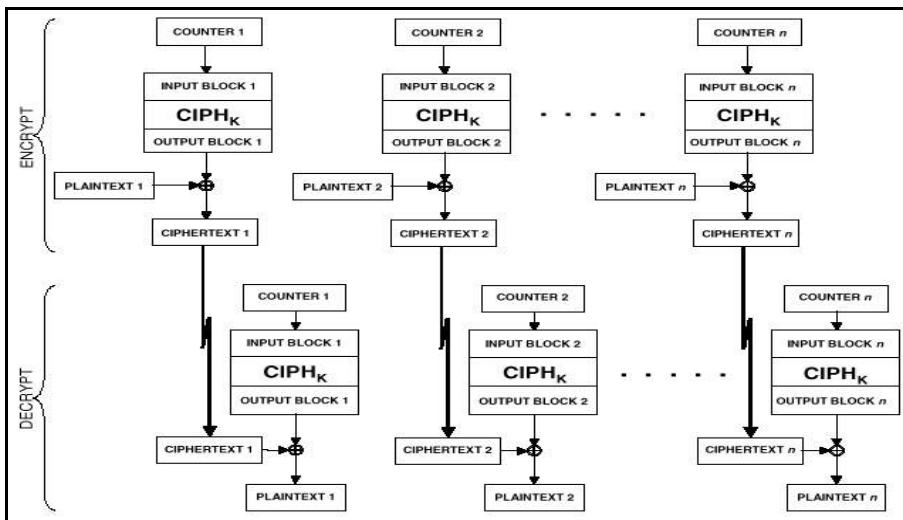 COUNTER 1 COUNTER 2 COUNTER n
INPUT BLOCK 1 INPUT BLOCK 2 INPUT BLOCK n
CIPHK CIPHK CIPHK
OUTPUT BLOCK 1 OUTPUT BLOCK 2 OUTPUT BLOCK n
ENCRYPT
PLAINTEXT 1 PLAINTEXT 2 PLAINTEXT n
CIPHERTEXT 1 CIPHERTEXT 2 CIPHERTEXT n
COUNTER 1 COUNTER 2 COUNTER n
INPUT BLOCK 1 INPUT BLOCK 2 INPUT BLOCK n
CIPHK CIPHK CIPHK
OUTPUT BLOCK 1 OUTPUT BLOCK 2 OUTPUT BLOCK n
DECRYPT
CIPHERTEXT 1 CIPHERTEXT 2 CIPHERTEXT n
PLAINTEXT 1 PLAINTEXT 2 PLAINTEXT n